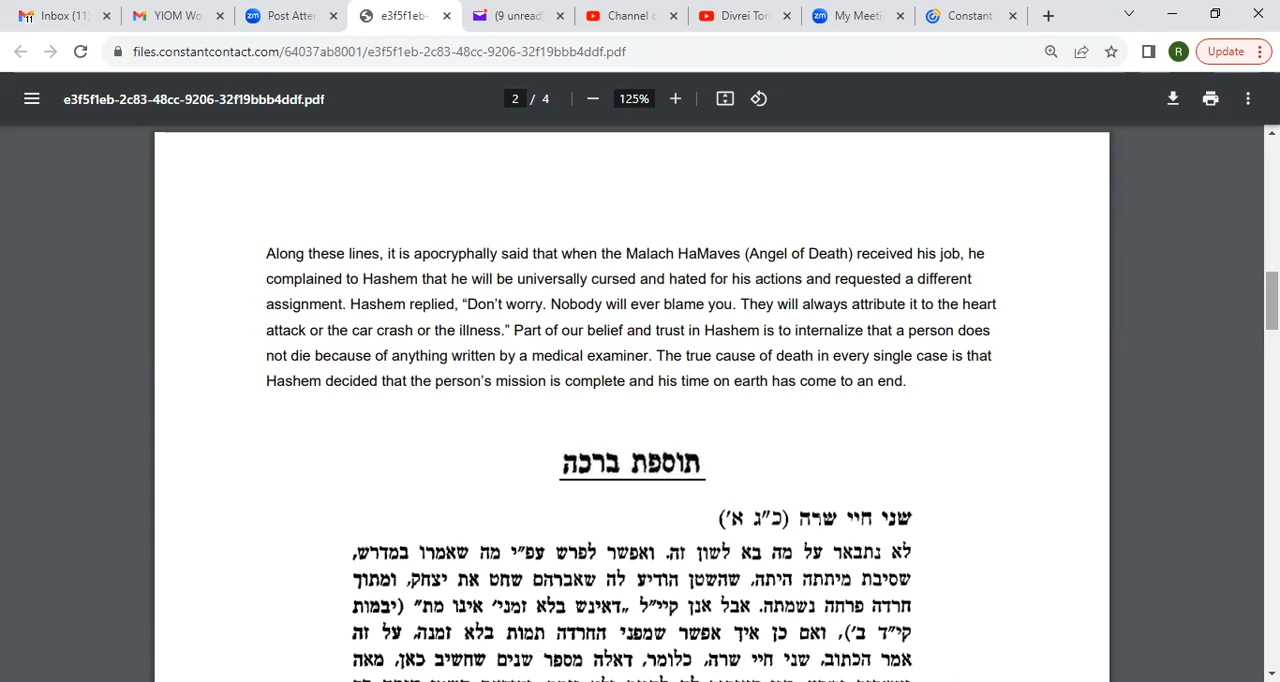 Inbox (11)
YIOM Wo
Post Atte
e3f5f1eb-
(9 unread
Channel
Divrei Tor
My Meeti
Constant
files.constantcontact.com/64037ab8001/e3f5f1eb-2c83-48cc-9206-32f19bbb4ddf.pdf
R
Update
e3f5f1eb-2c83-48cc-9206-32f19bbb4ddf.pdf
2 / 4
125%
Along these lines, it is apocryphally said that when the Malach HaMaves (Angel of Death) received his job, he
complained to Hashem that he will be universally cursed and hated for his actions and requested a different
assignment. Hashem replied, “Don’t worry. Nobody will ever blame you. They will always attribute it to the heart
attack or the car crash or the illness.” Part of our belief and trust in Hashem is to internalize that a person does
not die because of anything written by a medical examiner. The true cause of death in every single case is that
Hashem decided that the person’s mission is complete and his time on earth has come to an end.
תוספת ברכה
שני חיי שרה (כ״ג א׳)
לא נתבאר על מה בא לשון זה. ואפשר לפרש עפ״י מה שאמרו במדרש,
שסיבת מיתתה היתה, שהשטן הודיע לה שאברהם שחט את יצחק, ומתוך
חרדה פרחה נשמתה. אבל אנן קיי״ל „דאינש בלא זמני׳ אינו מת״ (יבמות
קי״ד ב׳), ואם כן איך אפשר שמפני החרדה תמות בלא זמנה, על זה
אמר הכתוב, שני חיי שרה, כלומר, דאלה מספר שנים שחשיב כאן, מאה